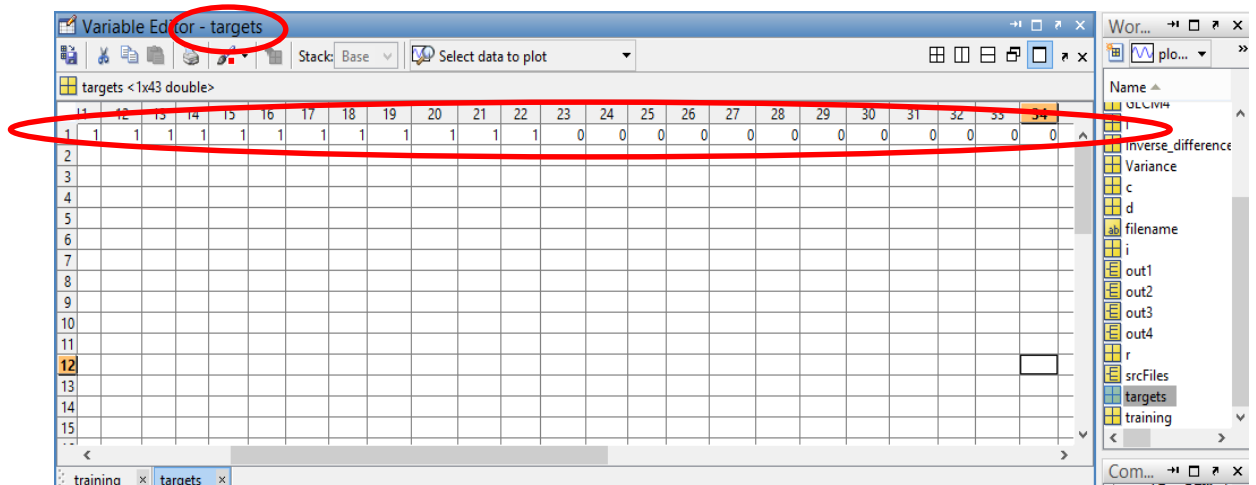 Variable Editor - targets
Stack: Base Select data to plot
targets <1x43 double>
11 12 13 14 15 16 17 18 19 20 21 22 23 24 25 26 27 28 29 30 31 32 33 34
1 1 1 1 1 1 1 1 1 1 1 1 1 0 0 0 0 0 0 0 0 0 0 0 0
2
3
4
5
6
7
8
9
10
11
12
13
14
15
training targets
Wor...
plo... »
Name
GLCM4
I
Inverse_difference
Variance
c
d
filename
i
out1
out2
out3
out4
r
srcFiles
targets
training
Com...